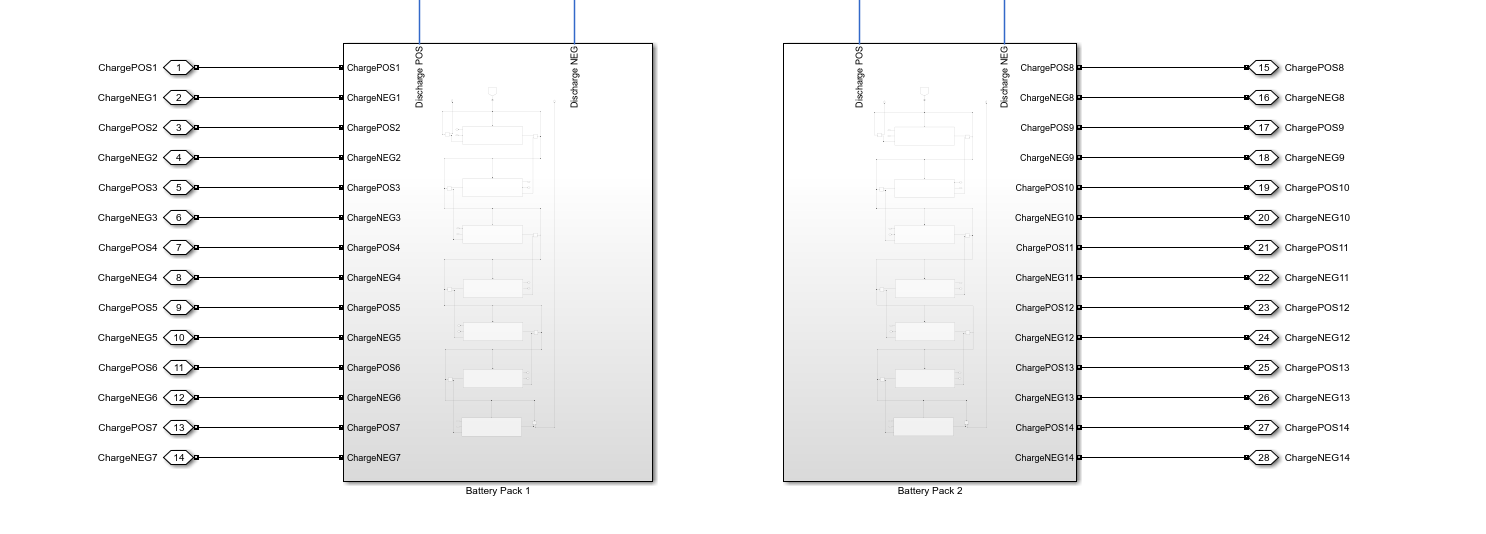 Discharge POS
Discharge NEG
Discharge POS
Discharge NEG
ChargePOS1 1 ChargePOS1
ChargeNEG1 2 ChargeNEG1
ChargePOS2 3 ChargePOS2
ChargeNEG2 4 ChargeNEG2
ChargePOS3 5 ChargePOS3
ChargeNEG3 6 ChargeNEG3
ChargePOS4 7 ChargePOS4
ChargeNEG4 8 ChargeNEG4
ChargePOS5 9 ChargePOS5
ChargeNEG5 10 ChargeNEG5
ChargePOS6 11 ChargePOS6
ChargeNEG6 12 ChargeNEG6
ChargePOS7 13 ChargePOS7
ChargeNEG7 14 ChargeNEG7
Battery Pack 1
ChargePOS8 15 ChargePOS8
ChargeNEG8 16 ChargeNEG8
ChargePOS9 17 ChargePOS9
ChargeNEG9 18 ChargeNEG9
ChargePOS10 19 ChargePOS10
ChargeNEG10 20 ChargeNEG10
ChargePOS11 21 ChargePOS11
ChargeNEG11 22 ChargeNEG11
ChargePOS12 23 ChargePOS12
ChargeNEG12 24 ChargeNEG12
ChargePOS13 25 ChargePOS13
ChargeNEG13 26 ChargeNEG13
ChargePOS14 27 ChargePOS14
ChargeNEG14 28 ChargeNEG14
Battery Pack 2